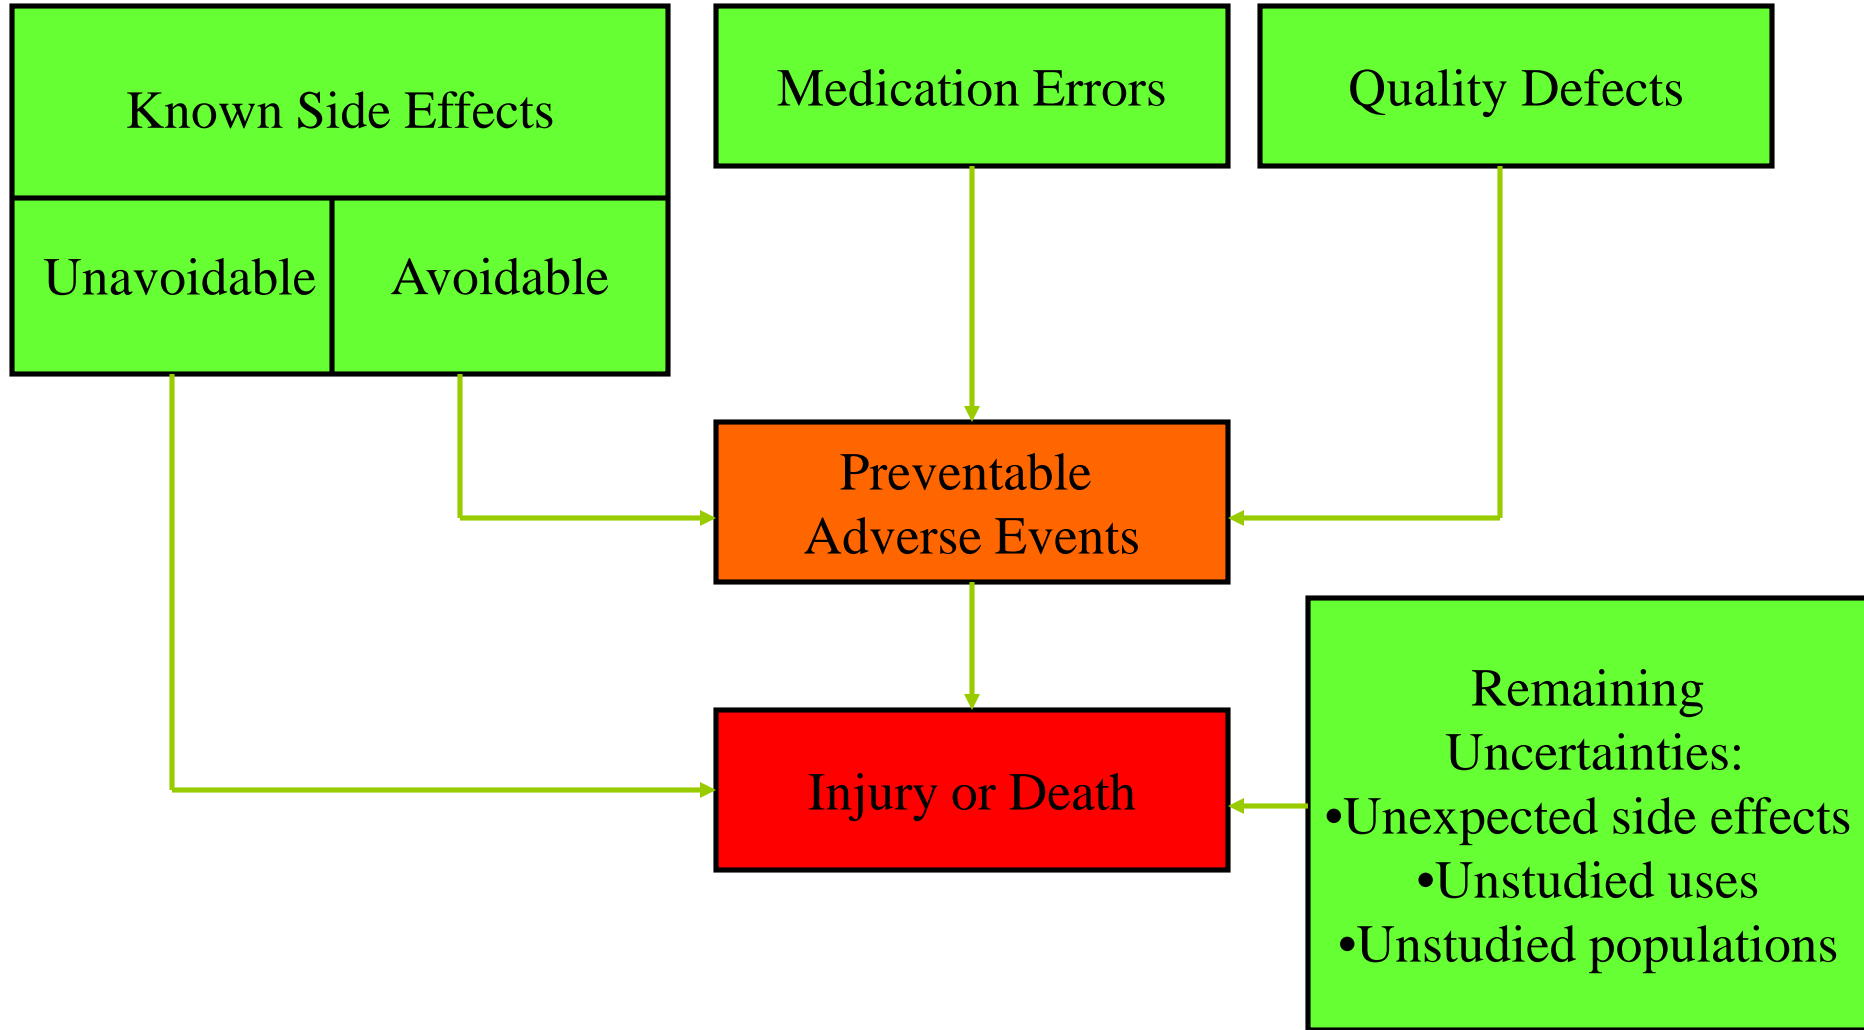 Known Side Effects
Unavoidable
Avoidable
Medication Errors
Quality Defects
Preventable
Adverse Events
Injury or Death
Remaining
Uncertainties:
•Unexpected side effects
•Unstudied uses
•Unstudied populations